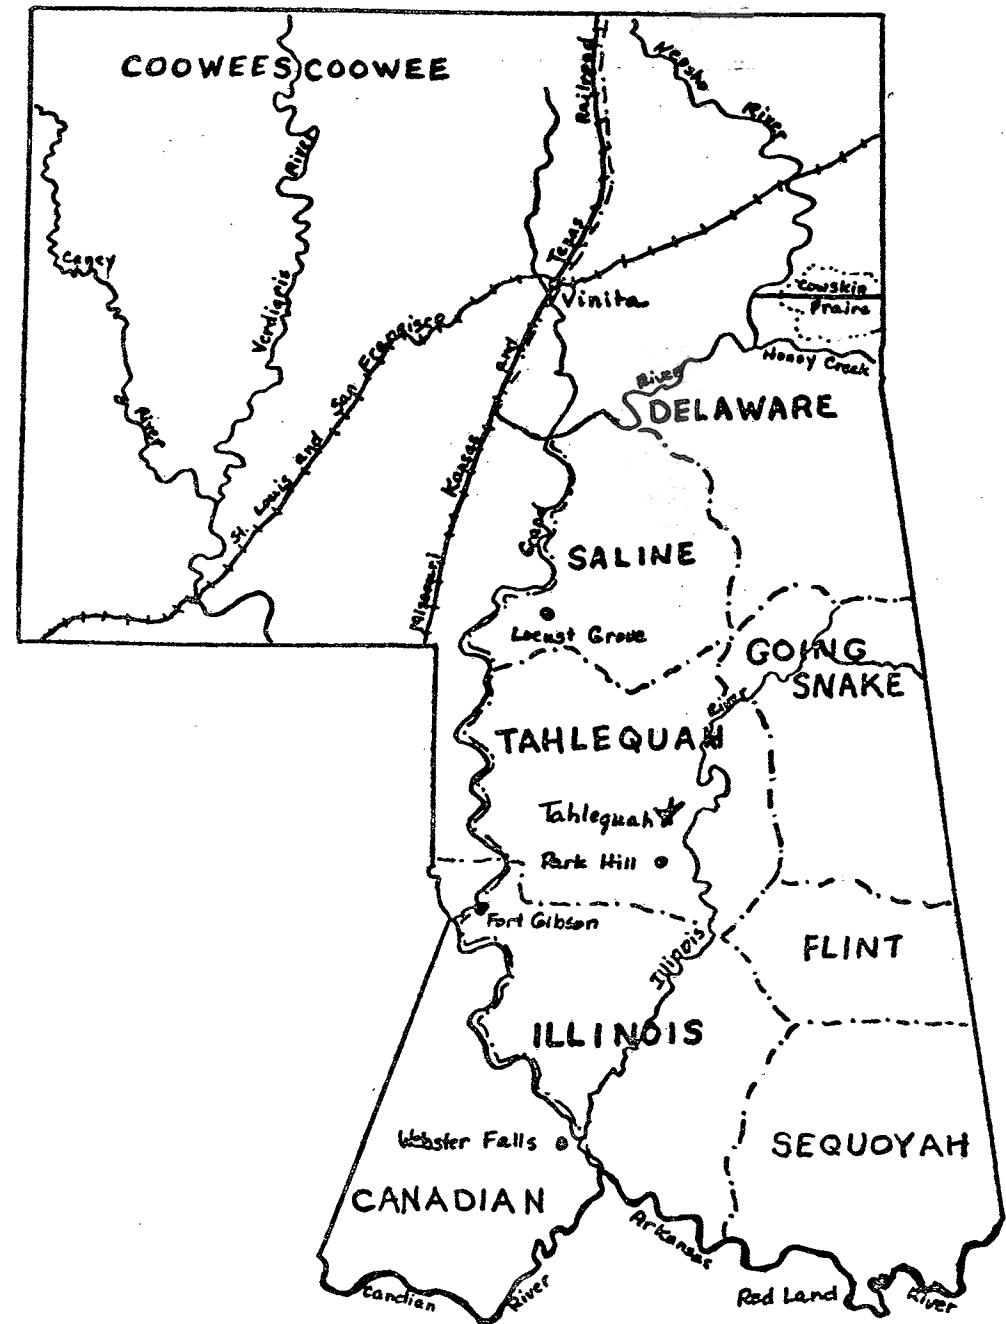 COOWEESCOOWEE
Railroad
Neosho
River
River
Caney
Texas
Vinita
Cowskin
Praire
Verdigris
Honey Creek
and
River
DELAWARE
River
St. Louis and San Francisco
Kansas
Grand
SALINE
Missouri
Locust Grove
GOING
SNAKE
River
TAHLEQUAH
Tahlequah
Park Hill
Fort Gibson
FLINT
Illinois
ILLINOIS
Webster Falls
SEQUOYAH
CANADIAN
Arkansas
Candian
River
Red Land
River